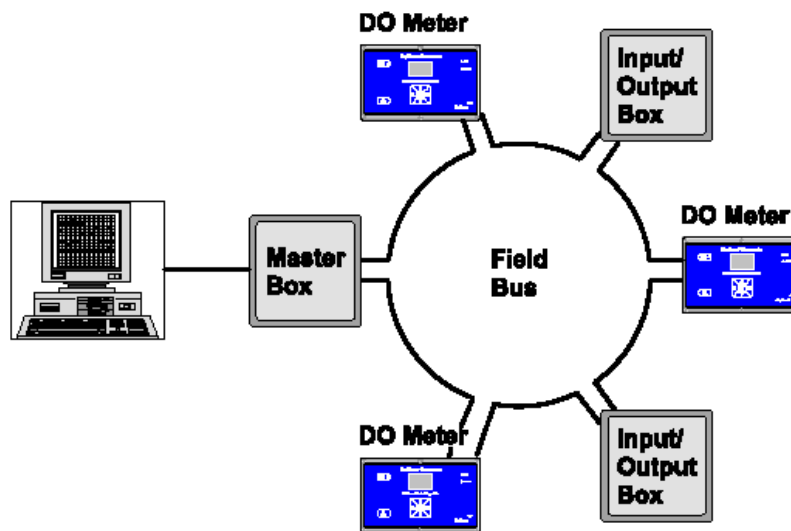 DO Meter
Input/
Output
Box
DO Meter
Master
Box
Field
Bus
DO Meter
Input/
Output
Box